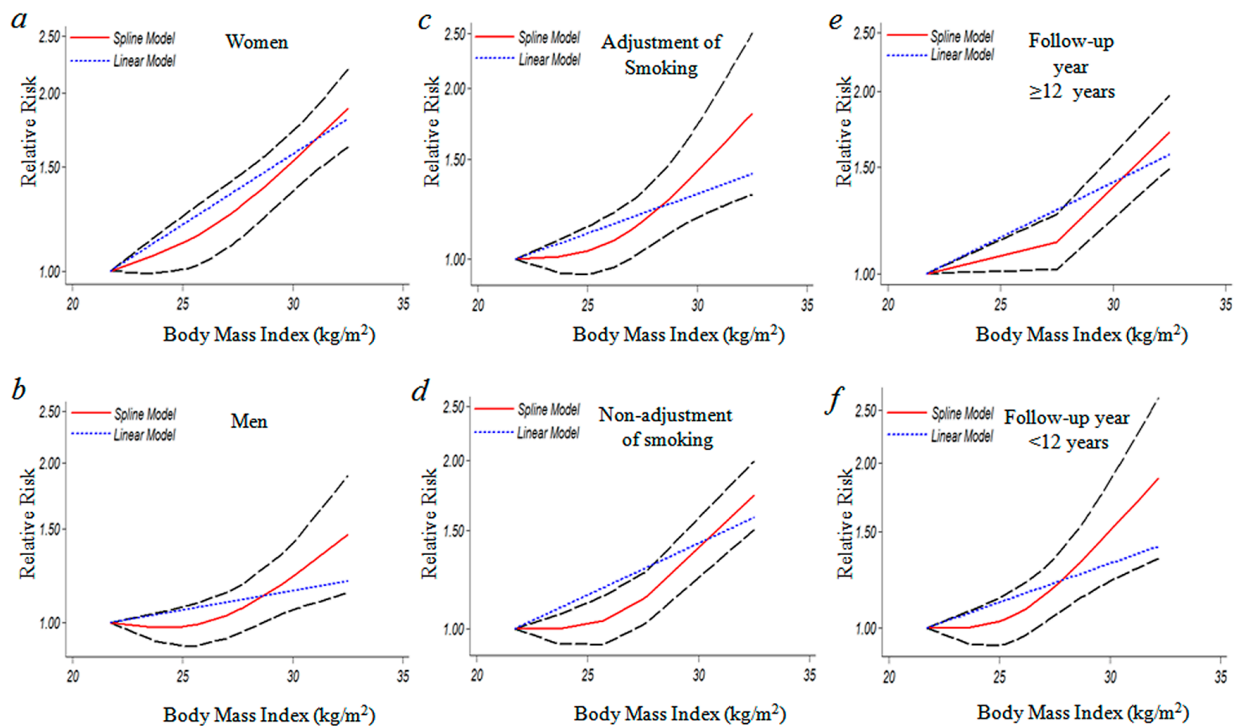 a
Women
Spline Model
Linear Model
Relative Risk
2.50
2.00
1.50
1.00
20
25
30
35
Body Mass Index (kg/m²)
b
Men
Spline Model
Linear Model
Relative Risk
2.50
2.00
1.50
1.00
20
25
30
35
Body Mass Index (kg/m²)
c
Adjustment of
Smoking
Spline Model
Linear Model
Relative Risk
2.50
2.00
1.50
1.00
20
25
30
35
Body Mass Index (kg/m²)
d
Non-adjustment
of smoking
Spline Model
Linear Model
Relative Risk
2.50
2.00
1.50
1.00
20
25
30
35
Body Mass Index (kg/m²)
e
Follow-up
year
≥12 years
Spline Model
Linear Model
Relative Risk
2.50
2.00
1.50
1.00
20
25
30
35
Body Mass Index (kg/m²)
f
Follow-up year
<12 years
Spline Model
Linear Model
Relative Risk
2.50
2.00
1.50
1.00
20
25
30
35
Body Mass Index (kg/m²)